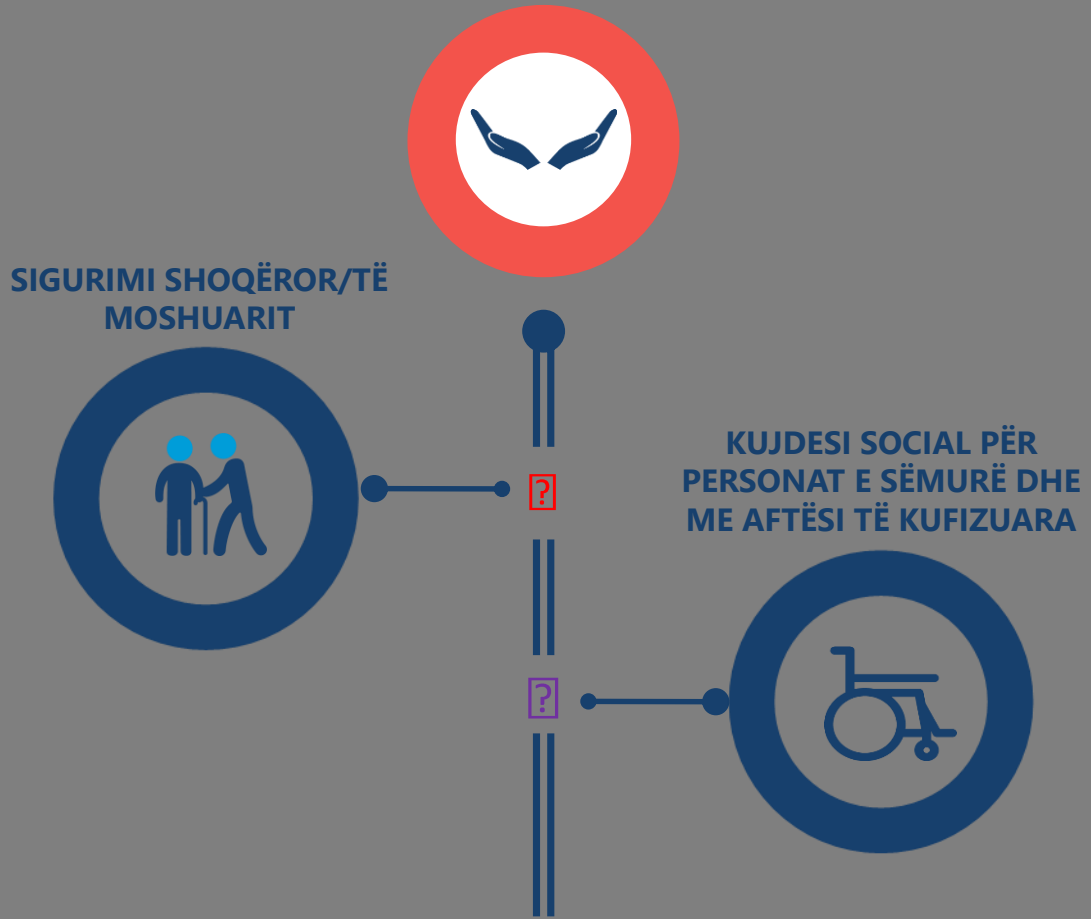 SIGURIMI SHOQËROR/TË
MOSHUARIT
KUJDESI SOCIAL PËR
PERSONAT E SËMURË DHE
ME AFTËSI TË KUFIZUARA